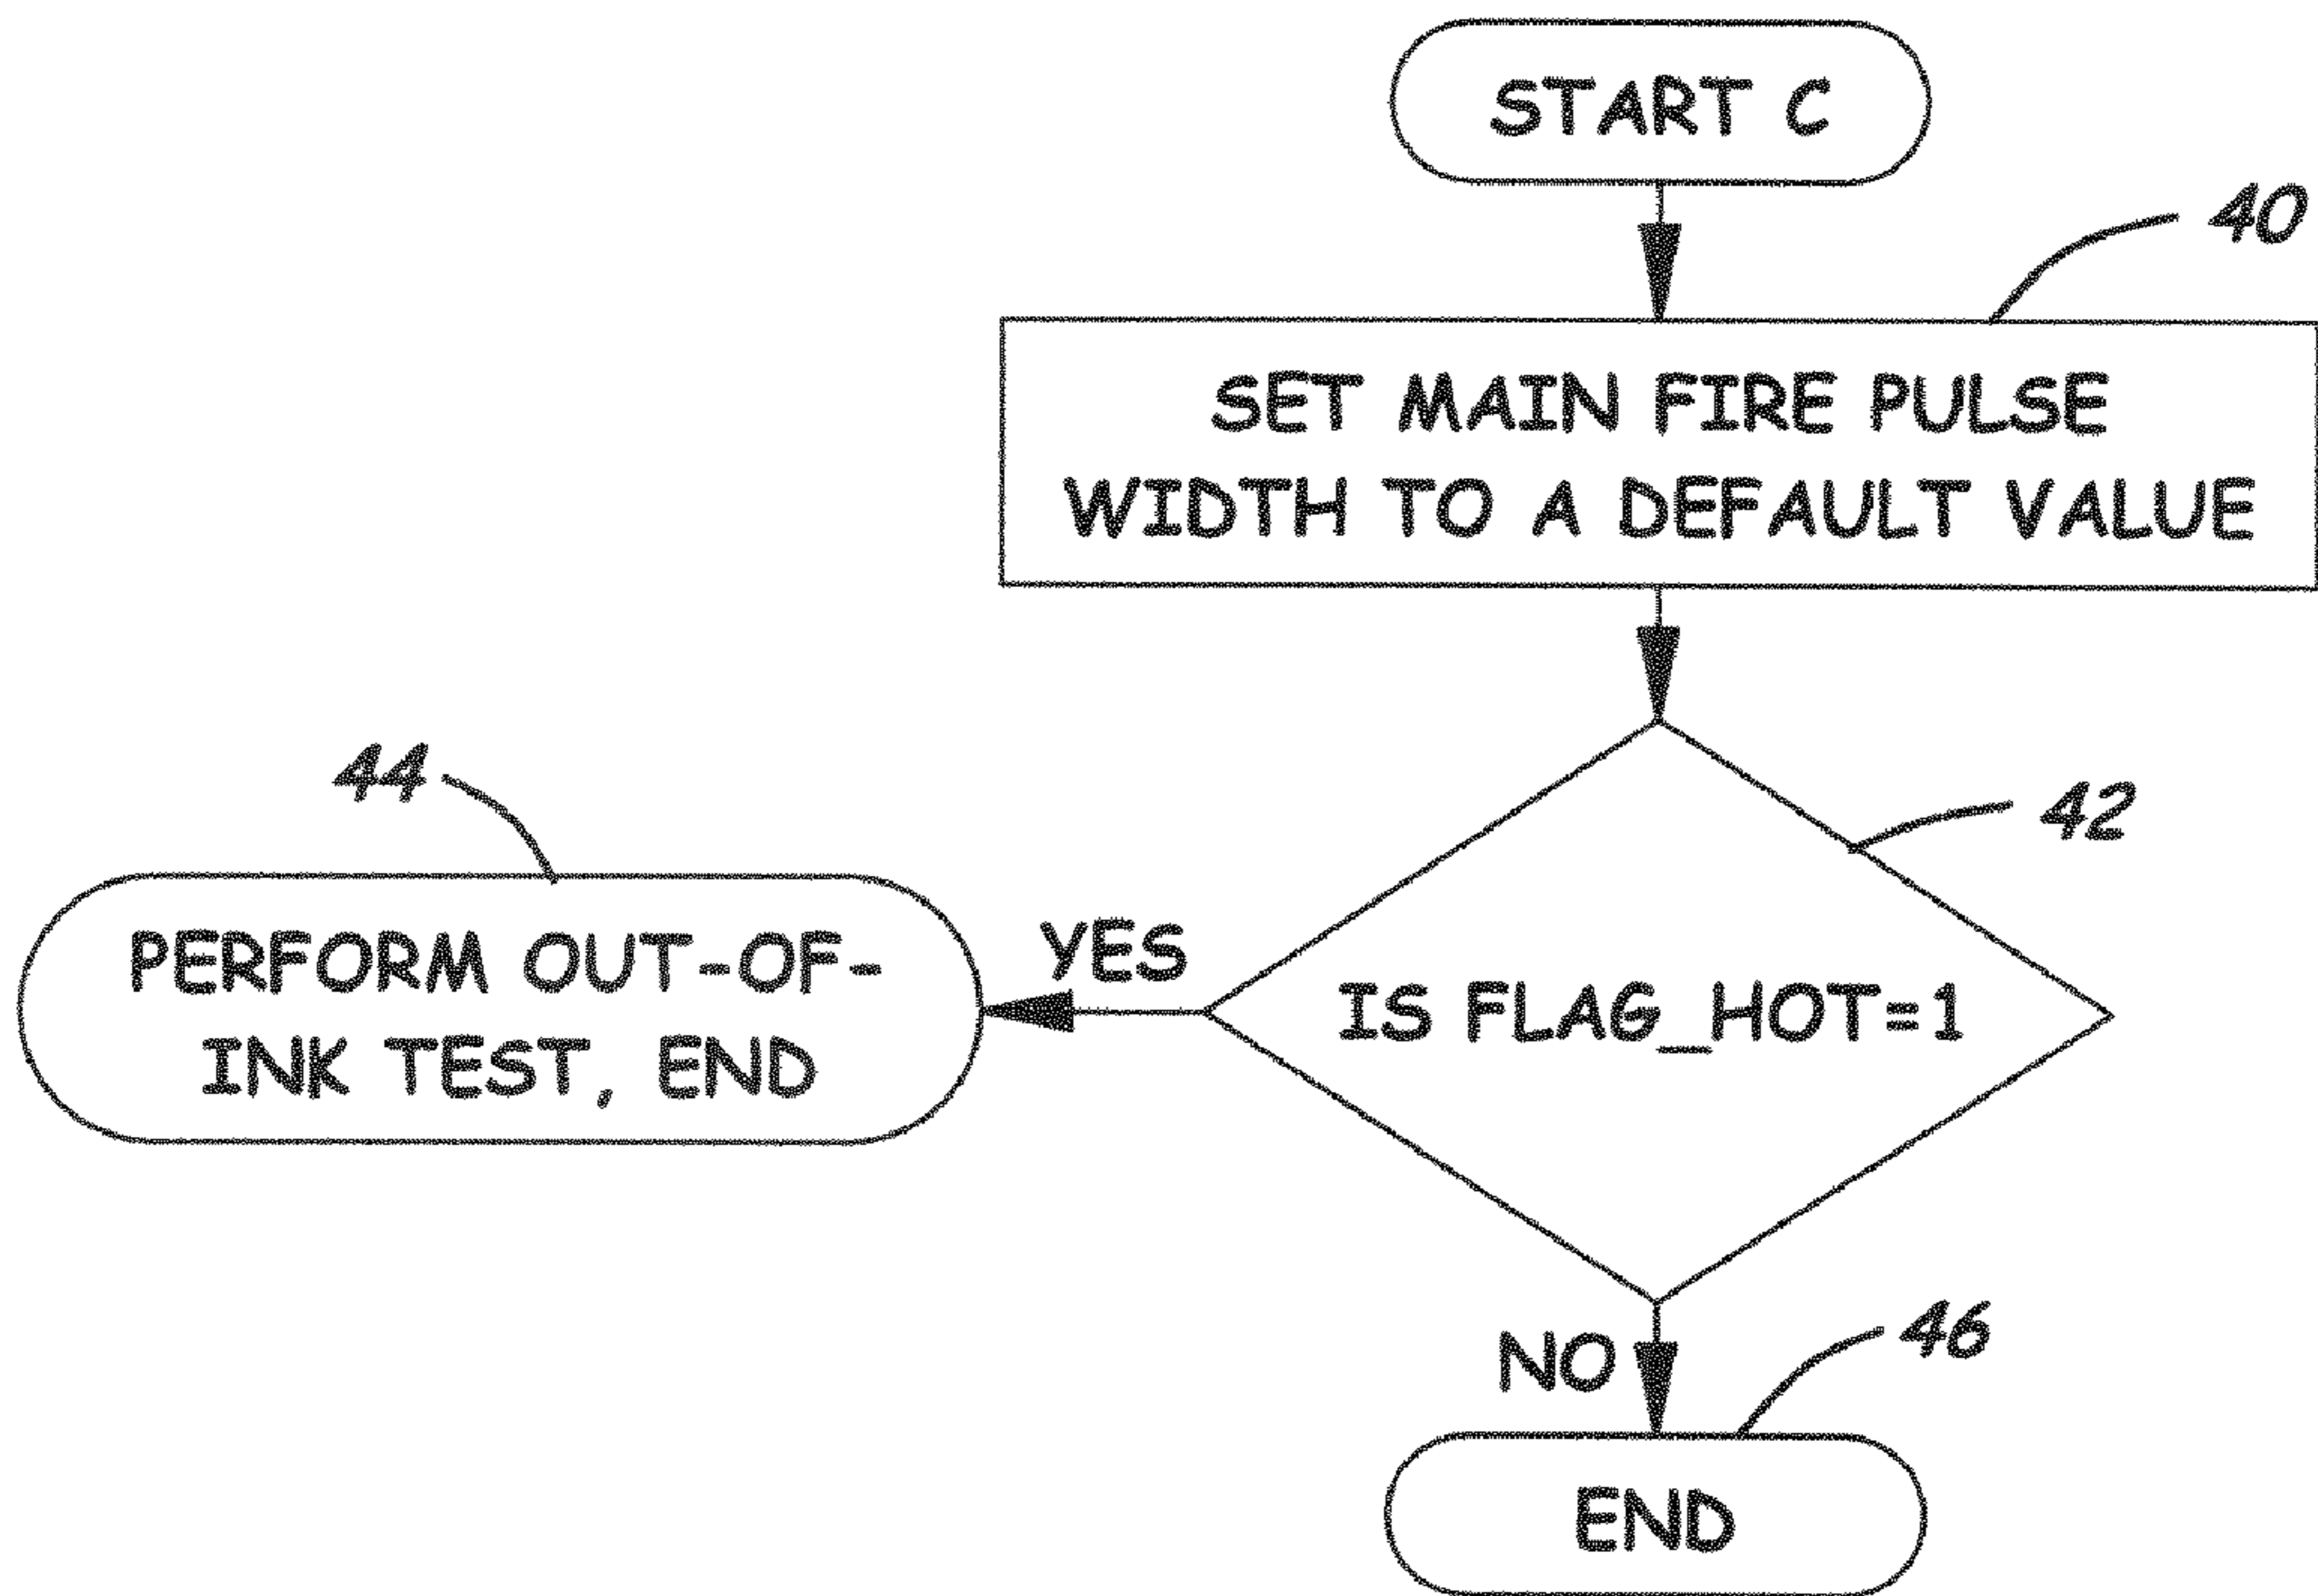 START C
40
SET MAIN FIRE PULSE
WIDTH TO A DEFAULT VALUE
44
42
YES
PERFORM OUT-OF-
INK TEST, END
IS FLAG_HOT=1
NO
46
END